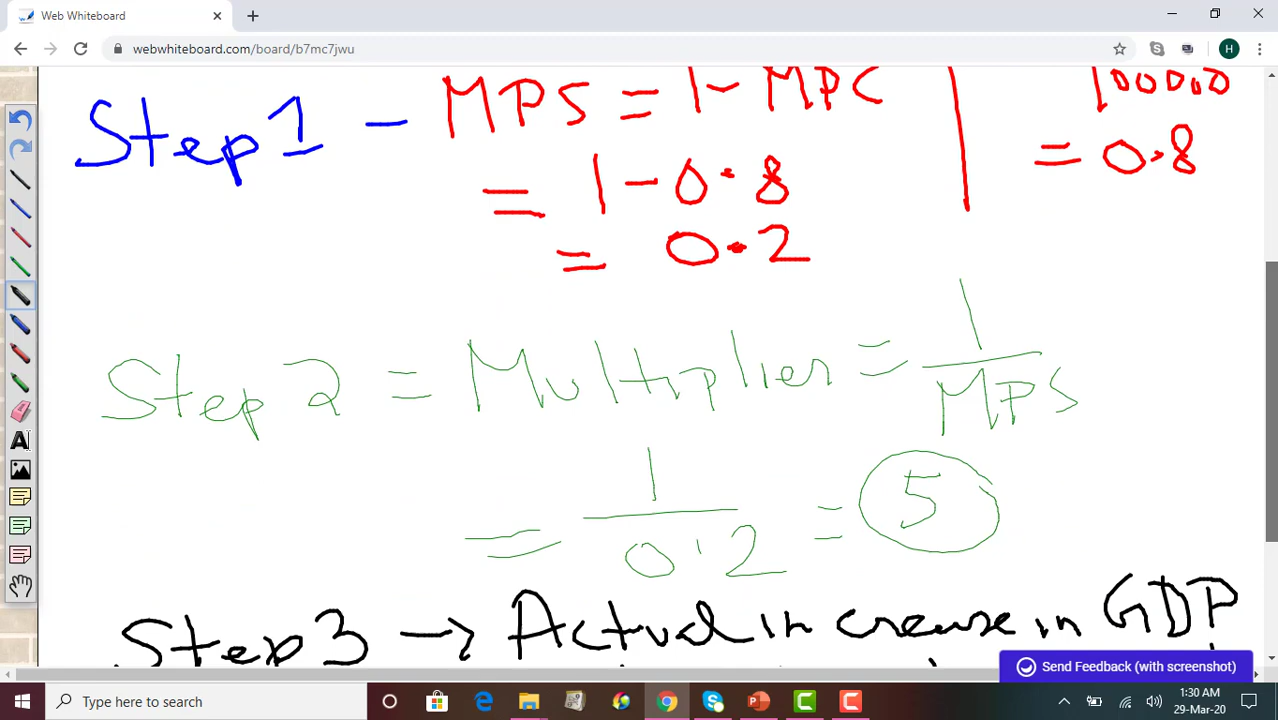 Web Whiteboard
webwhiteboard.com/board/b7mc7jwu
H
Step 1 - MPS = 1 - MPC
100000
= 1 - 0.8
= 0.8
= 0.2
Step 2 = Multiplier = 1
MPS
= 1
0.2
= 5
Step 3 → Actual increase in GDP
A
Send Feedback (with screenshot)
Type here to search
1:30 AM
29-Mar-20